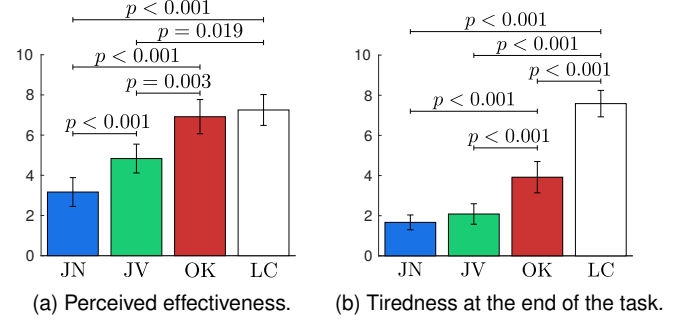 p < 0.001
p = 0.019
p < 0.001
p = 0.003
p < 0.001
10
8
6
4
2
0
JN JV OK LC
(a) Perceived effectiveness.
p < 0.001
p < 0.001
p < 0.001
p < 0.001
p < 0.001
10
8
6
4
2
0
JN JV OK LC
(b) Tiredness at the end of the task.